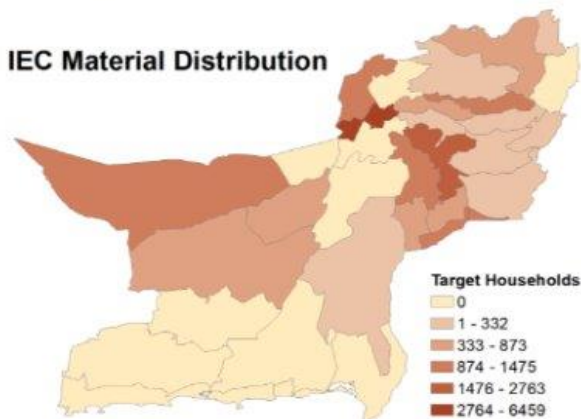 IEC Material Distribution
Target Households
0
1 - 332
333 - 873
874 - 1475
1476 - 2763
2764 - 6459